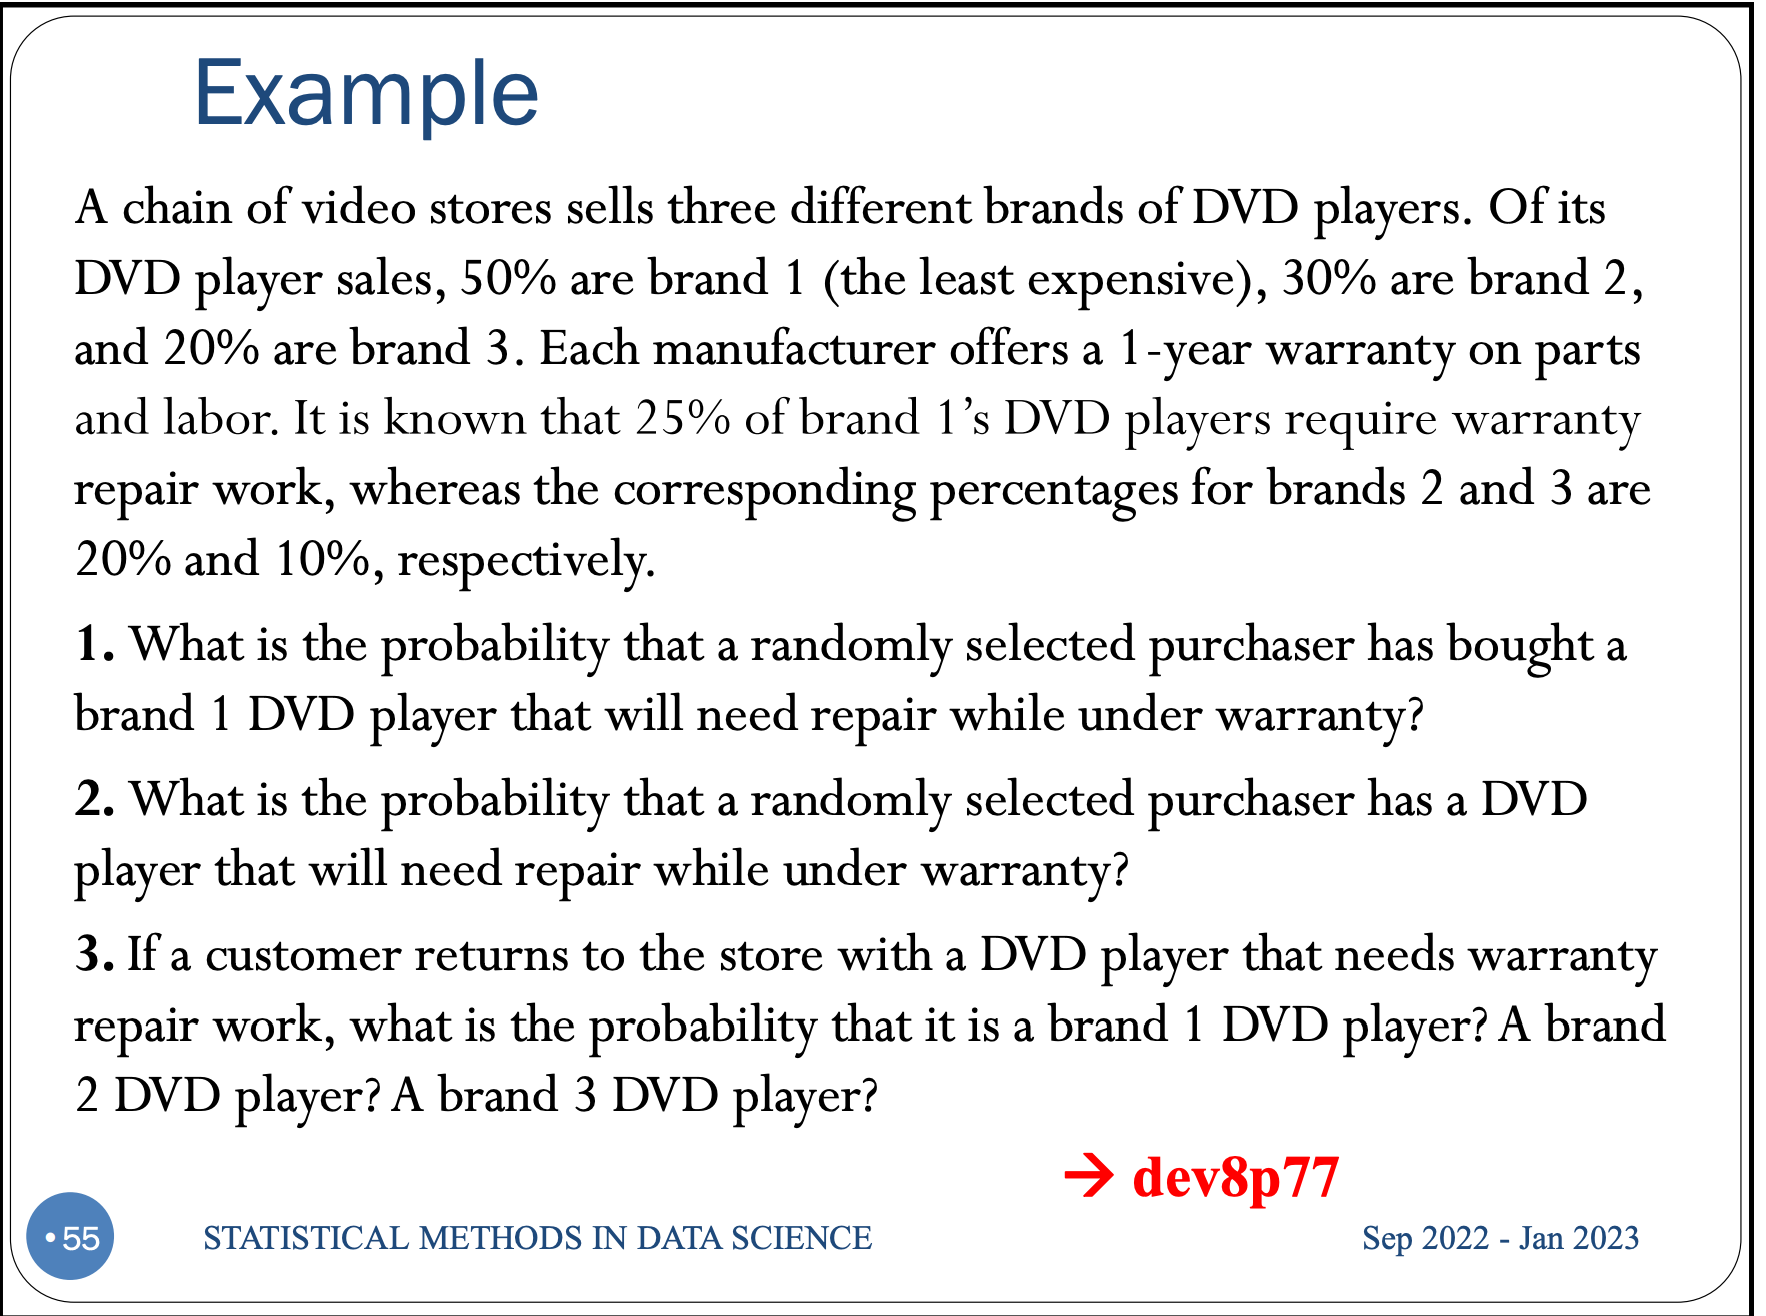 Example
A chain of video stores sells three different brands of DVD players. Of its
DVD player sales, 50% are brand 1 (the least expensive), 30% are brand 2,
and 20% are brand 3. Each manufacturer offers a 1-year warranty on parts
and labor. It is known that 25% of brand 1’s DVD players require warranty
repair work, whereas the corresponding percentages for brands 2 and 3 are
20% and 10%, respectively.
1. What is the probability that a randomly selected purchaser has bought a
brand 1 DVD player that will need repair while under warranty?
2. What is the probability that a randomly selected purchaser has a DVD
player that will need repair while under warranty?
3. If a customer returns to the store with a DVD player that needs warranty
repair work, what is the probability that it is a brand 1 DVD player? A brand
2 DVD player? A brand 3 DVD player?
→ dev8p77
• 55 STATISTICAL METHODS IN DATA SCIENCE Sep 2022 - Jan 2023